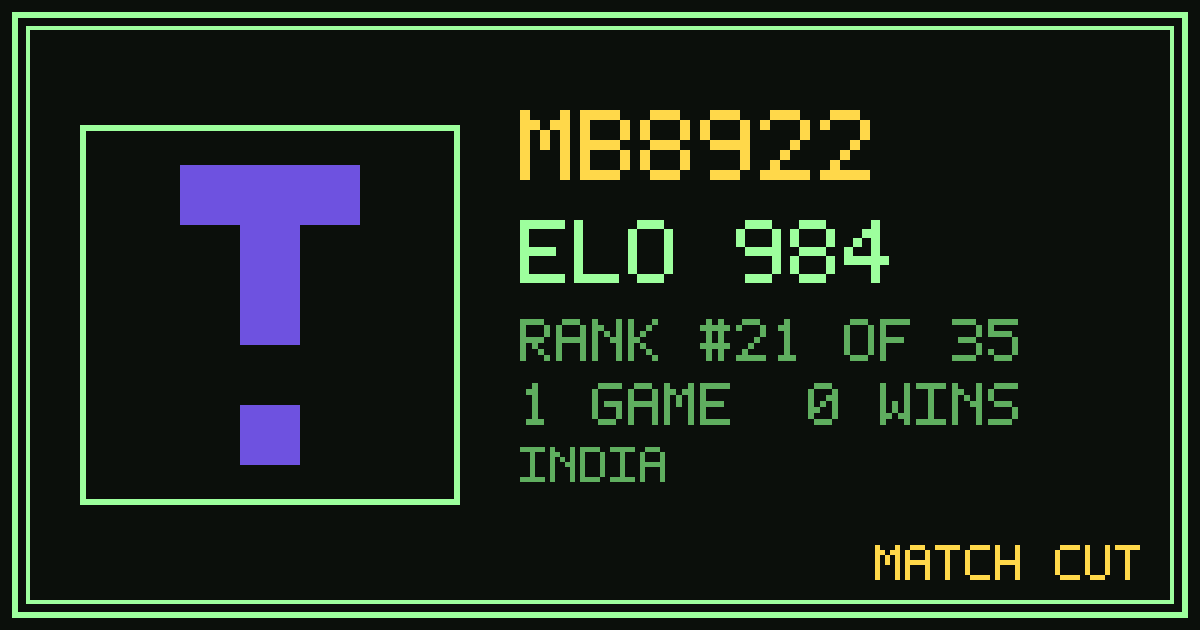 MB8922
ELO 984
RANK #21 OF 35
1 GAME  0 WINS
INDIA
MATCH CUT